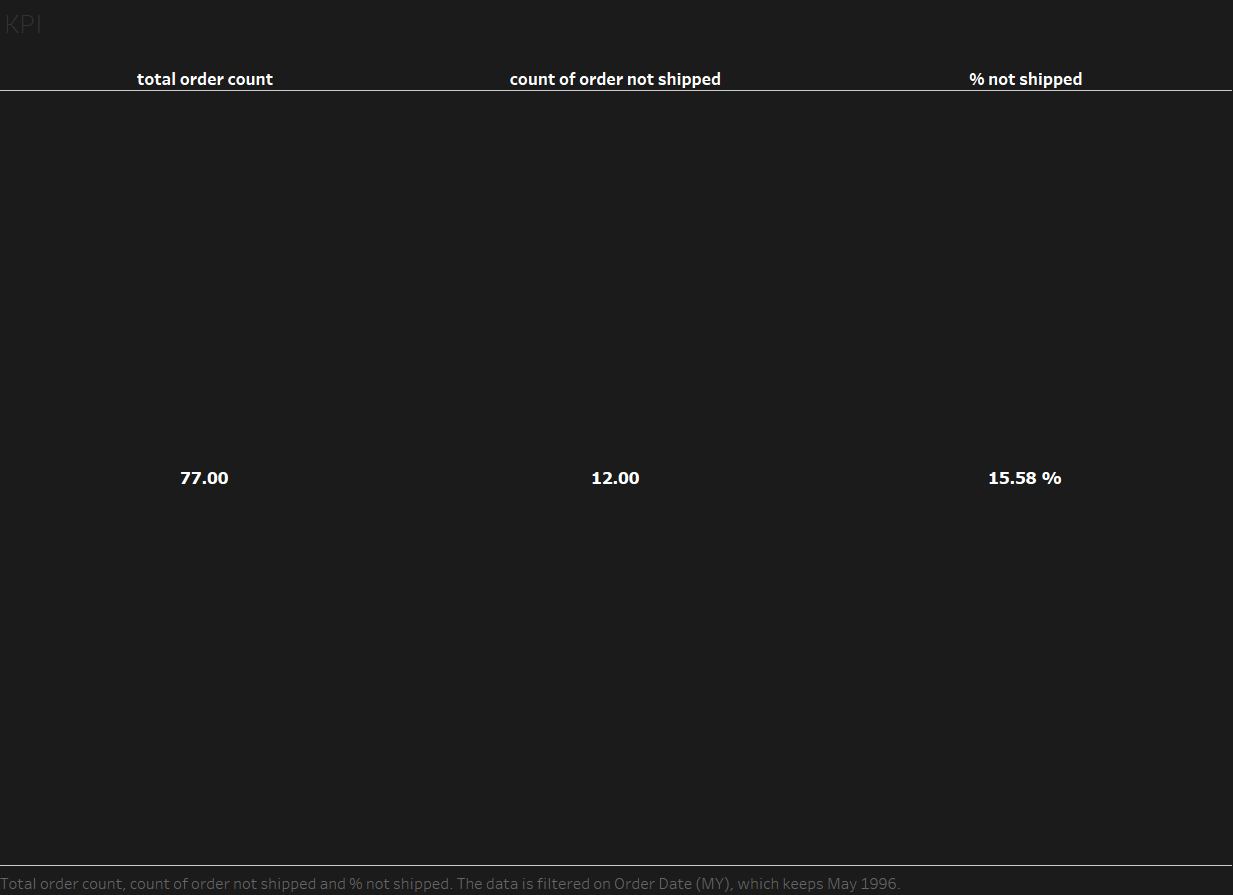 KPI
total order count count of order not shipped % not shipped
77.00 12.00 15.58 %
Total order count, count of order not shipped and % not shipped. The data is filtered on Order Date (MY), which keeps May 1996.